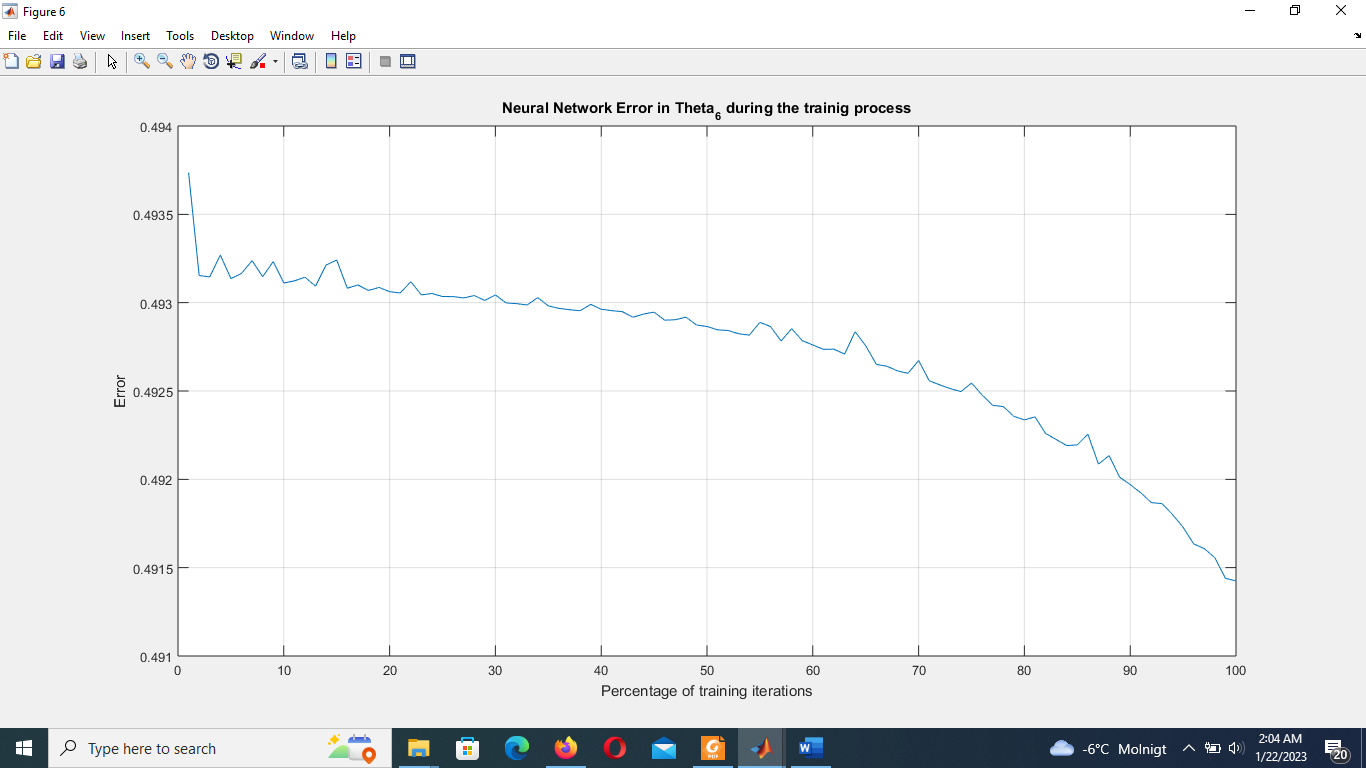 Figure 6
File Edit View Insert Tools Desktop Window Help
Neural Network Error in Theta6 during the trainig process
0.494
0.4935
0.493
0.4925
0.492
0.4915
0.491
Error
0 10 20 30 40 50 60 70 80 90 100
Percentage of training iterations
Type here to search
G
PDF
W
-6°C Molnigt
2:04 AM
1/22/2023
20